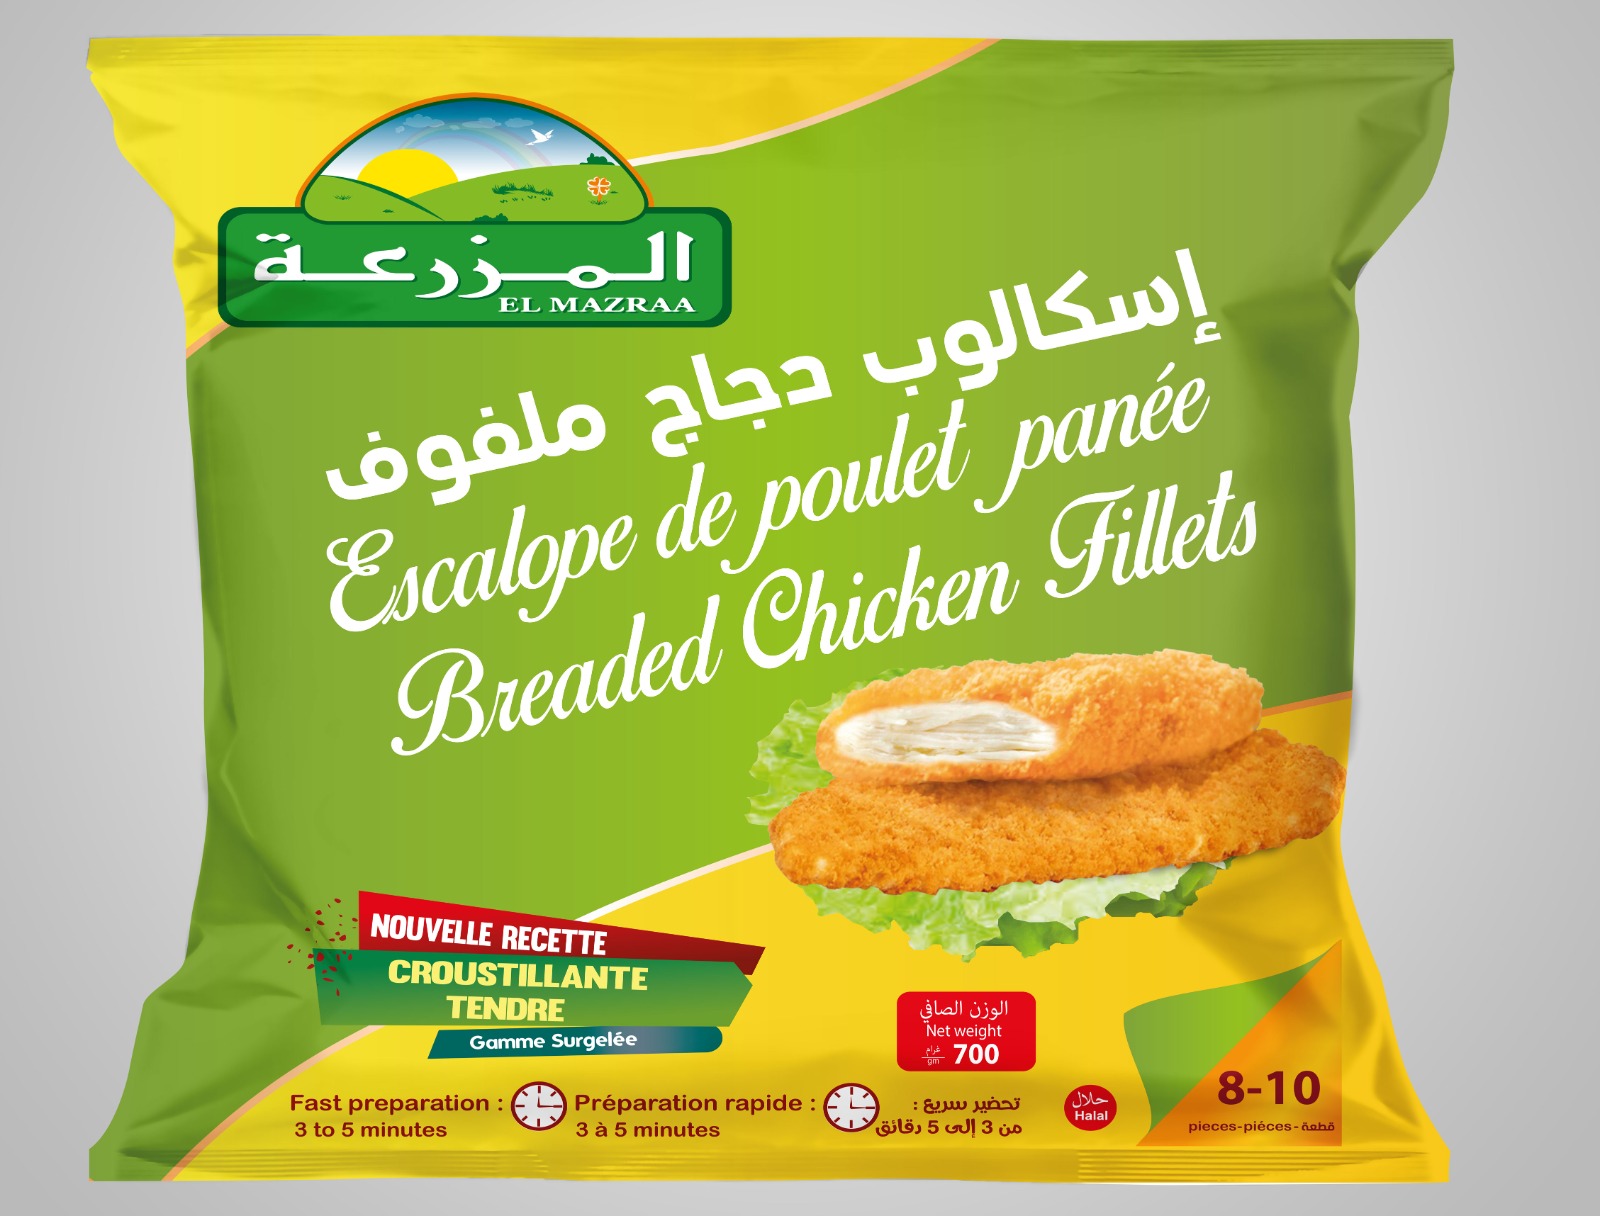 المزرعة
EL MAZRAA
إسكالوب دجاج ملفوف
Escalope de poulet panée
Breaded Chicken Fillets
NOUVELLE RECETTE
CROUSTILLANTE
TENDRE
Gamme Surgelée
الوزن الصافي
Net weight
غرام
gm 700
Fast preparation :
3 to 5 minutes
Préparation rapide :
3 à 5 minutes
تحضير سريع :
من 3 إلى 5 دقائق
حلال
Halal
8-10
pieces-pièces-قطعة